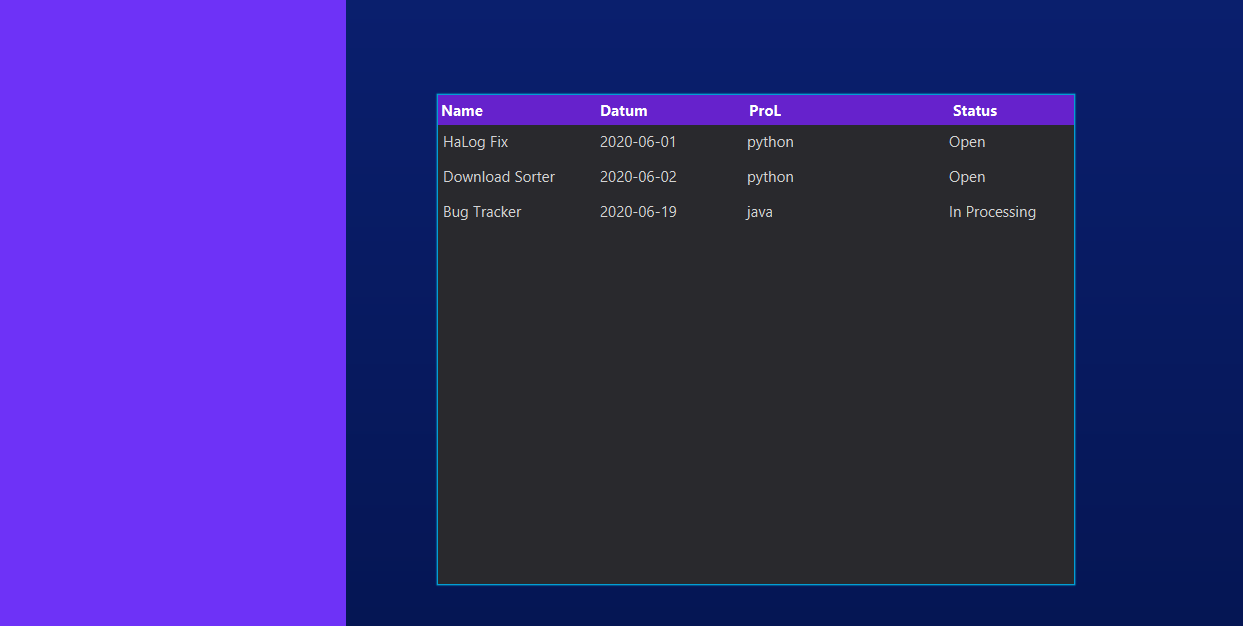 Name Datum ProL Status
HaLog Fix 2020-06-01 python Open
Download Sorter 2020-06-02 python Open
Bug Tracker 2020-06-19 java In Processing